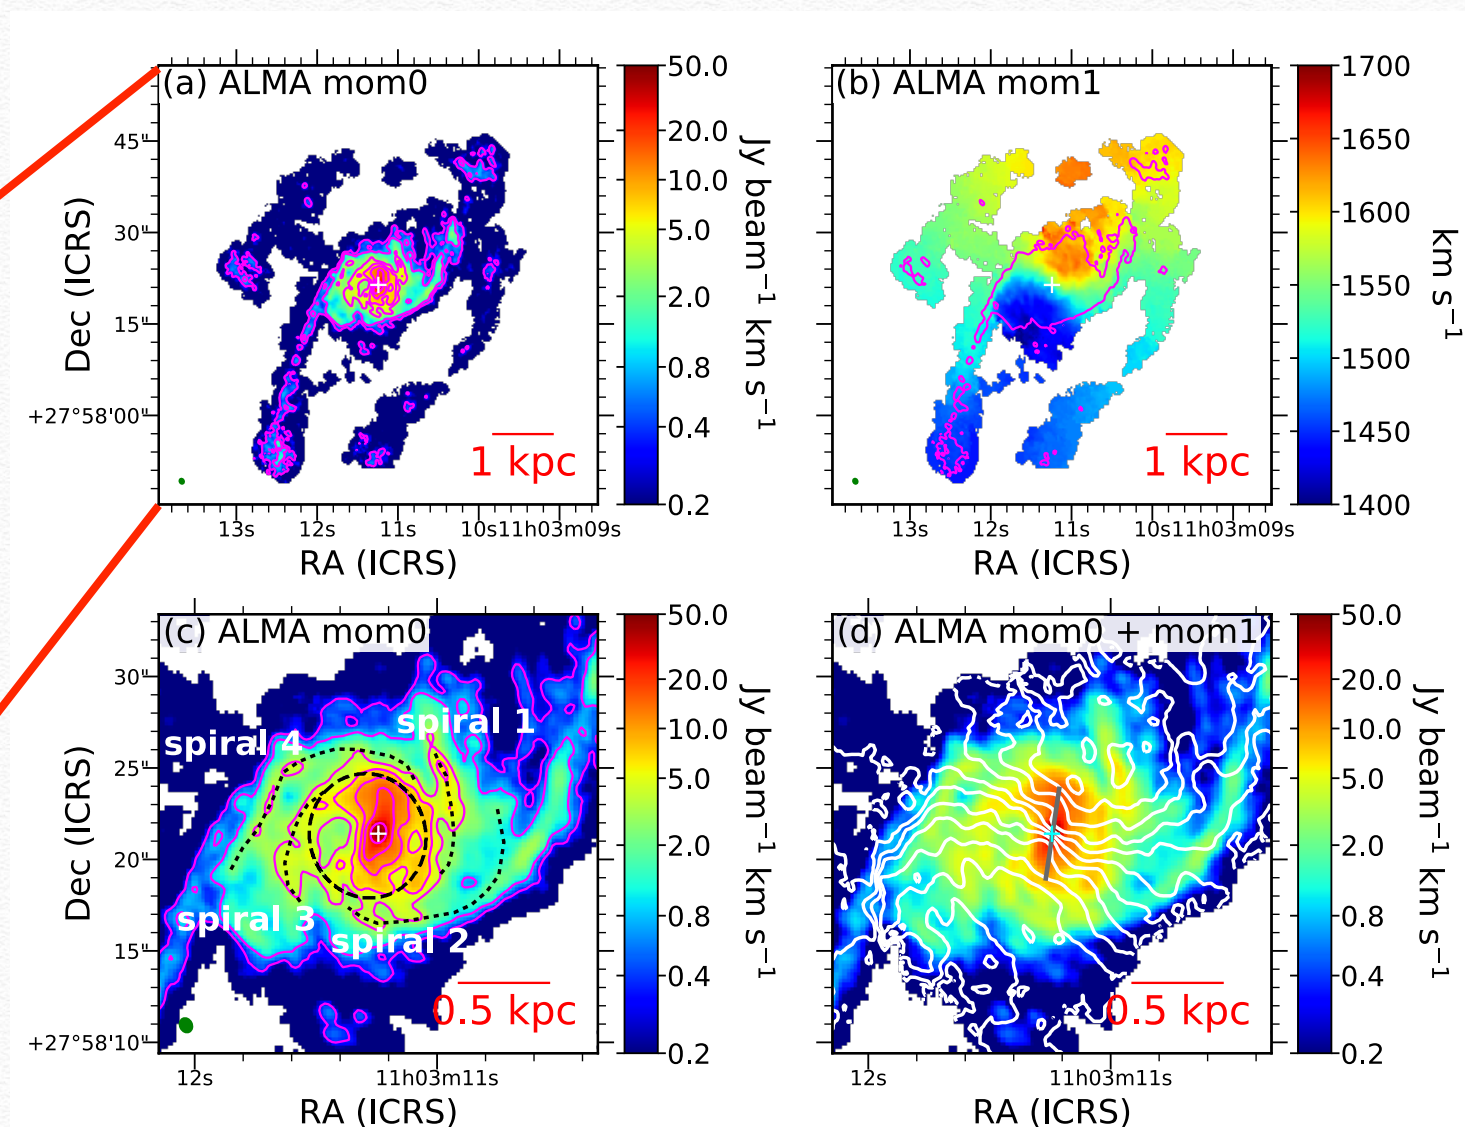 (a) ALMA mom0
45"
30"
15"
+27°58'00"
Dec (ICRS)
13s
12s
11s
10s
11h03m09s
RA (ICRS)
1 kpc
50.0
20.0
10.0
5.0
2.0
0.8
0.4
0.2
Jy beam⁻¹ km s⁻¹
(b) ALMA mom1
13s
12s
11s
10s
11h03m09s
RA (ICRS)
1 kpc
1700
1650
1600
1550
1500
1450
1400
km s⁻¹
(c) ALMA mom0
30"
25"
20"
15"
+27°58'10"
Dec (ICRS)
spiral 1
spiral 4
spiral 3
spiral 2
0.5 kpc
12s
11h03m11s
RA (ICRS)
50.0
20.0
10.0
5.0
2.0
0.8
0.4
0.2
Jy beam⁻¹ km s⁻¹
(d) ALMA mom0 + mom1
0.5 kpc
12s
11h03m11s
RA (ICRS)
50.0
20.0
10.0
5.0
2.0
0.8
0.4
0.2
Jy beam⁻¹ km s⁻¹